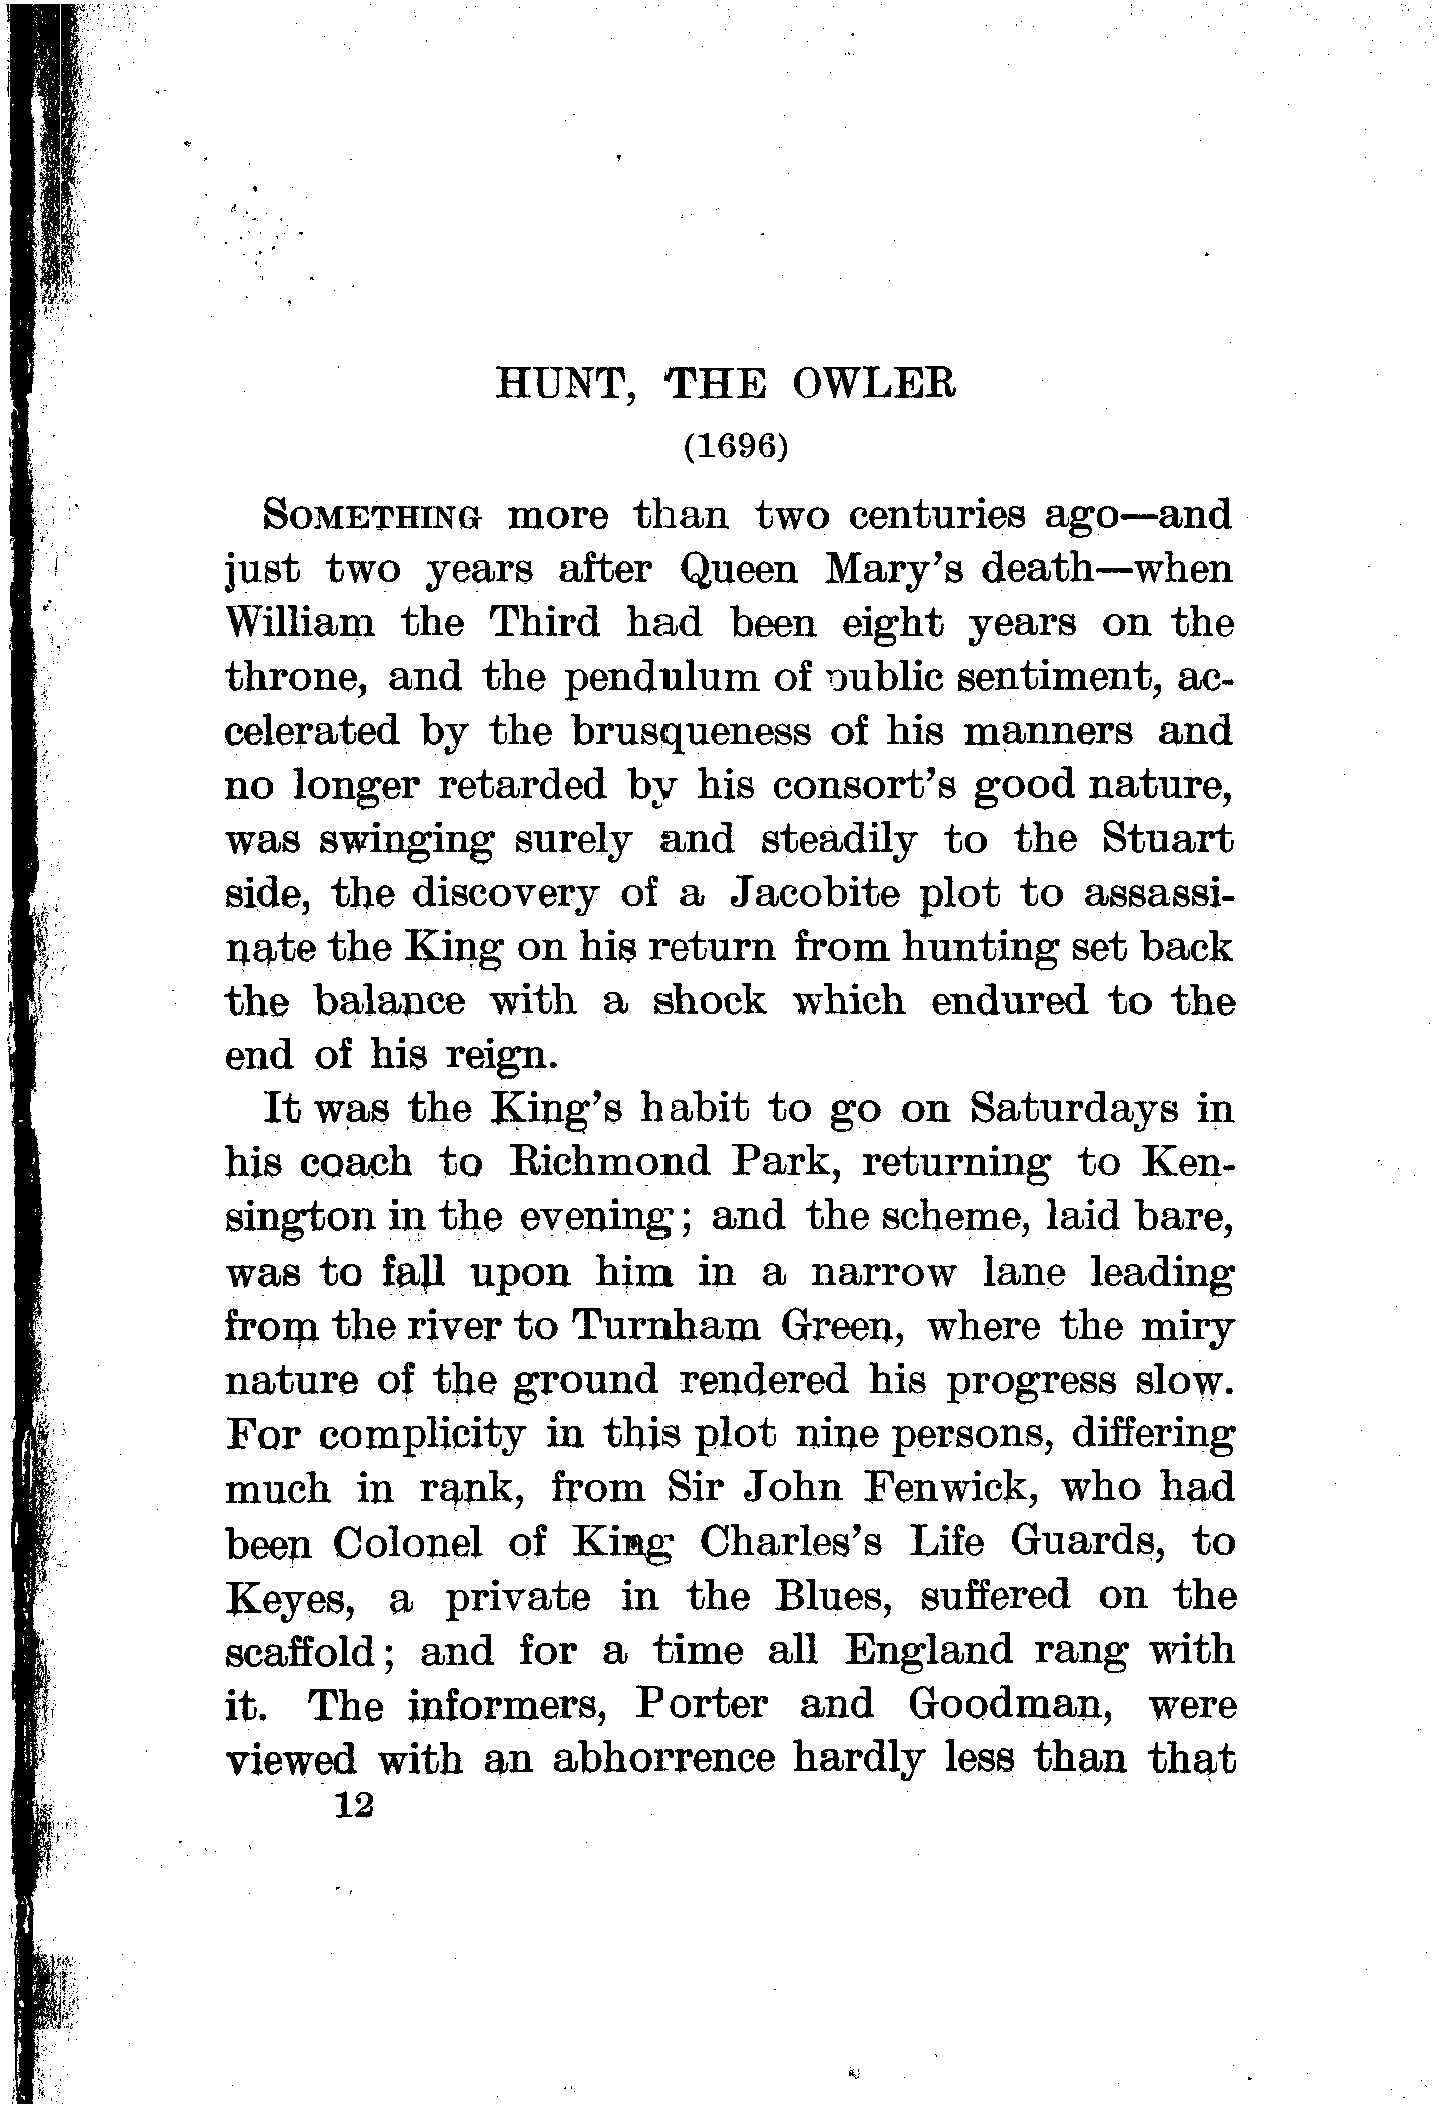 HUNT, THE OWLER
(1696)
SOMETHING more than two centuries ago—and
just two years after Queen Mary's death—when
William the Third had been eight years on the
throne, and the pendulum of public sentiment, ac-
celerated by the brusqueness of his manners and
no longer retarded by his consort's good nature,
was swinging surely and steadily to the Stuart
side, the discovery of a Jacobite plot to assassi-
nate the King on his return from hunting set back
the balance with a shock which endured to the
end of his reign.
It was the King's habit to go on Saturdays in
his coach to Richmond Park, returning to Ken-
sington in the evening; and the scheme, laid bare,
was to fall upon him in a narrow lane leading
from the river to Turnham Green, where the miry
nature of the ground rendered his progress slow.
For complicity in this plot nine persons, differing
much in rank, from Sir John Fenwick, who had
been Colonel of King Charles's Life Guards, to
Keyes, a private in the Blues, suffered on the
scaffold; and for a time all England rang with
it. The informers, Porter and Goodman, were
viewed with an abhorrence hardly less than that
12